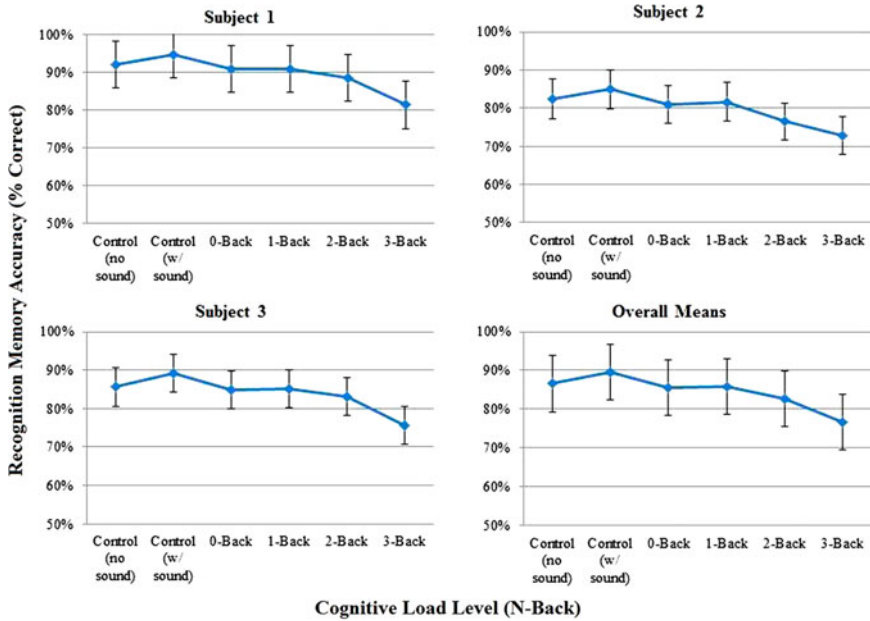 Subject 1
100%
90%
80%
70%
60%
50%
Control
(no
sound)
Control
(w/
sound)
0-Back
1-Back
2-Back
3-Back
Subject 2
100%
90%
80%
70%
60%
50%
Control
(no
sound)
Control
(w/
sound)
0-Back
1-Back
2-Back
3-Back
Recognition Memory Accuracy (% Correct)
Subject 3
100%
90%
80%
70%
60%
50%
Control
(no
sound)
Control
(w/
sound)
0-Back
1-Back
2-Back
3-Back
Overall Means
100%
90%
80%
70%
60%
50%
Control
(no
sound)
Control
(w/
sound)
0-Back
1-Back
2-Back
3-Back
Cognitive Load Level (N-Back)